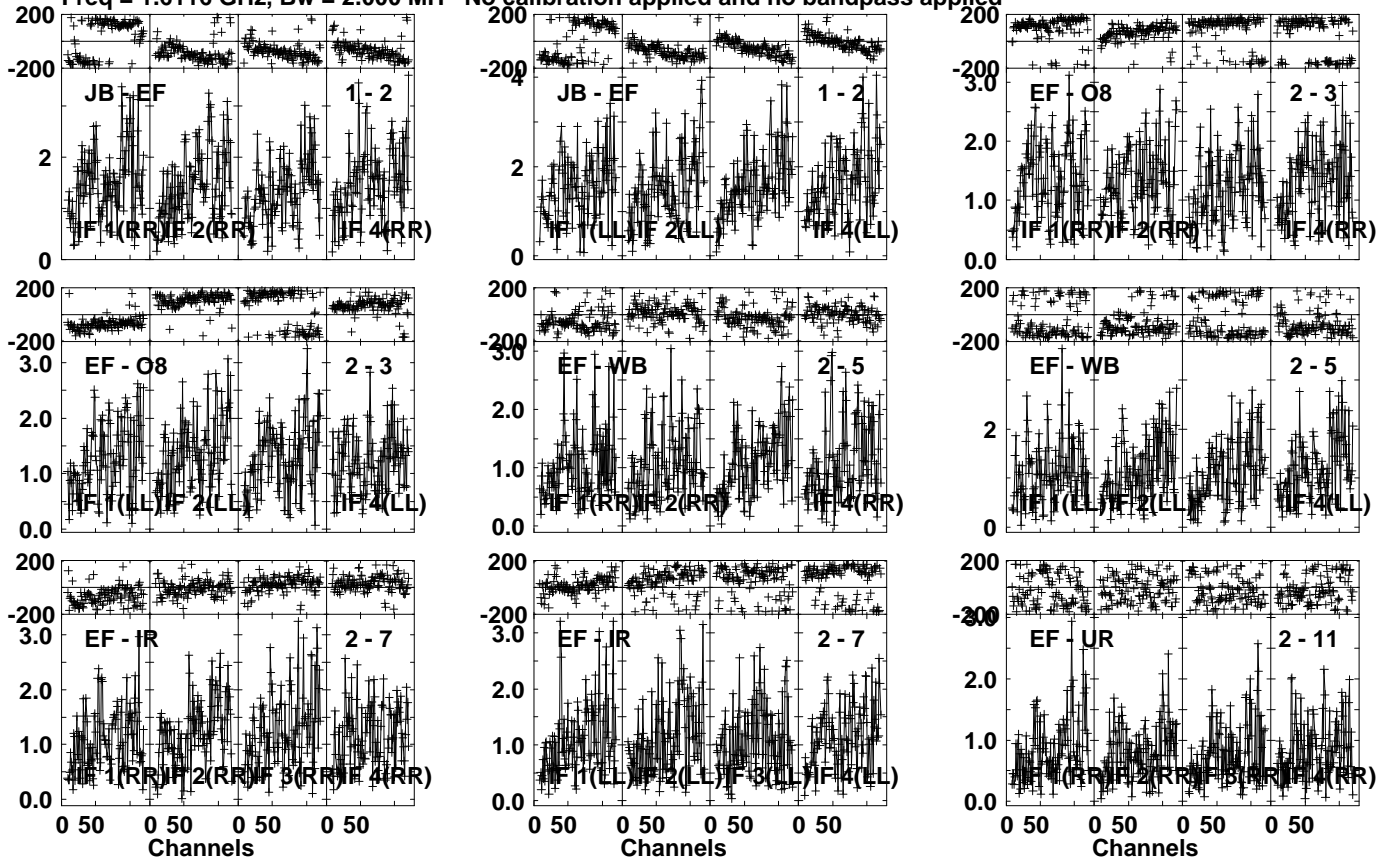 No calibration applied and no bandpass applied
200
-200
JB - EF 1 - 2
2
0
IF 1(RR) IF 2(RR) IF 4(RR)
200
-200
4
JB - EF 1 - 2
2
0
IF 1(LL) IF 2(LL) IF 4(LL)
200
-200
3.0
EF - O8 2 - 3
2.0
1.0
0.0
IF 1(RR) IF 2(RR) IF 4(RR)
200
-200
3.0
EF - O8 2 - 3
2.0
1.0
0.0
IF 1(LL) IF 2(LL) IF 4(LL)
200
-200
3.0
EF - WB 2 - 5
2.0
1.0
0.0
IF 1(RR) IF 2(RR) IF 4(RR)
200
-200
EF - WB 2 - 5
2
0
IF 1(LL) IF 2(LL) IF 4(LL)
200
-200
3.0
EF - IR 2 - 7
2.0
1.0
0.0
IF 1(RR) IF 2(RR) IF 3(RR) IF 4(RR)
0 50 0 50 0 50 0 50
Channels
200
-200
3.0
EF - IR 2 - 7
2.0
1.0
0.0
IF 1(LL) IF 2(LL) IF 3(LL) IF 4(LL)
0 50 0 50 0 50 0 50
Channels
200
-200
3.0
EF - UR 2 - 11
2.0
1.0
0.0
IF 1(RR) IF 2(RR) IF 3(RR) IF 4(RR)
0 50 0 50 0 50 0 50
Channels